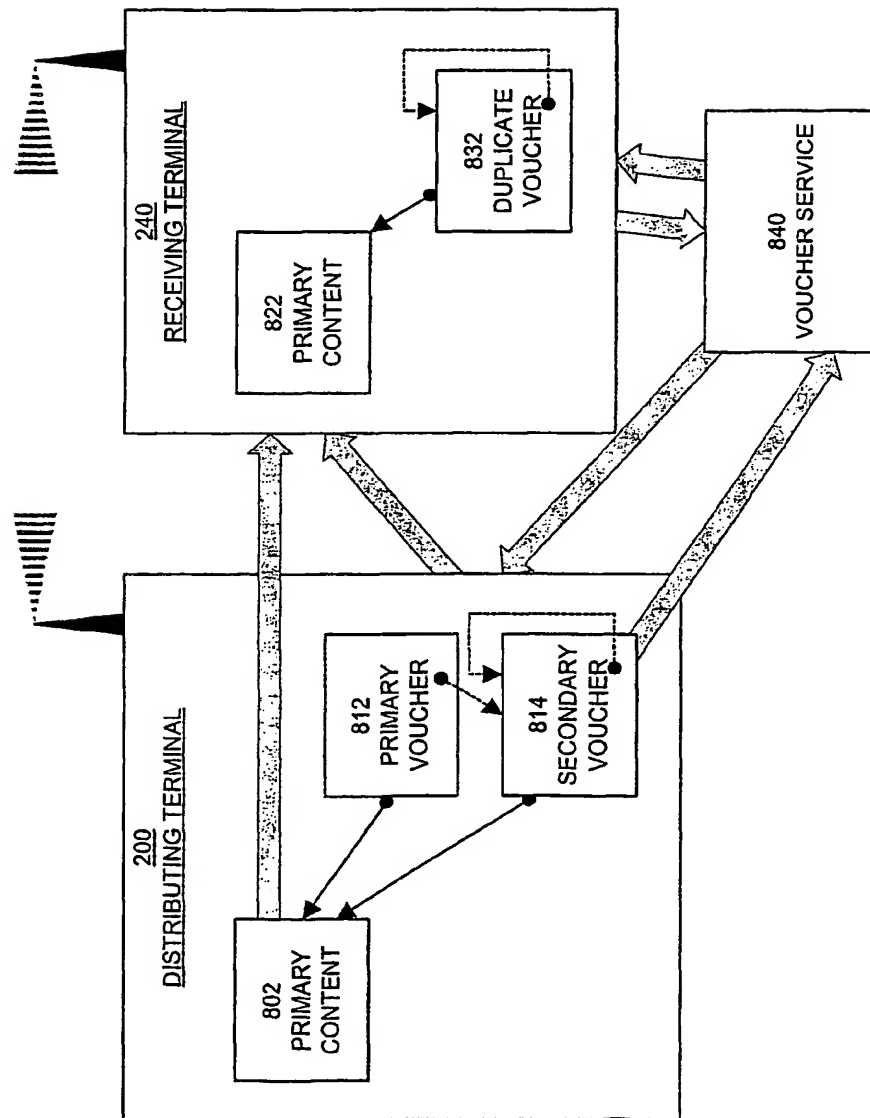 200
DISTRIBUTING TERMINAL
802
PRIMARY
CONTENT
812
PRIMARY
VOUCHER
814
SECONDARY
VOUCHER
240
RECEIVING TERMINAL
822
PRIMARY
CONTENT
832
DUPLICATE
VOUCHER
840
VOUCHER SERVICE